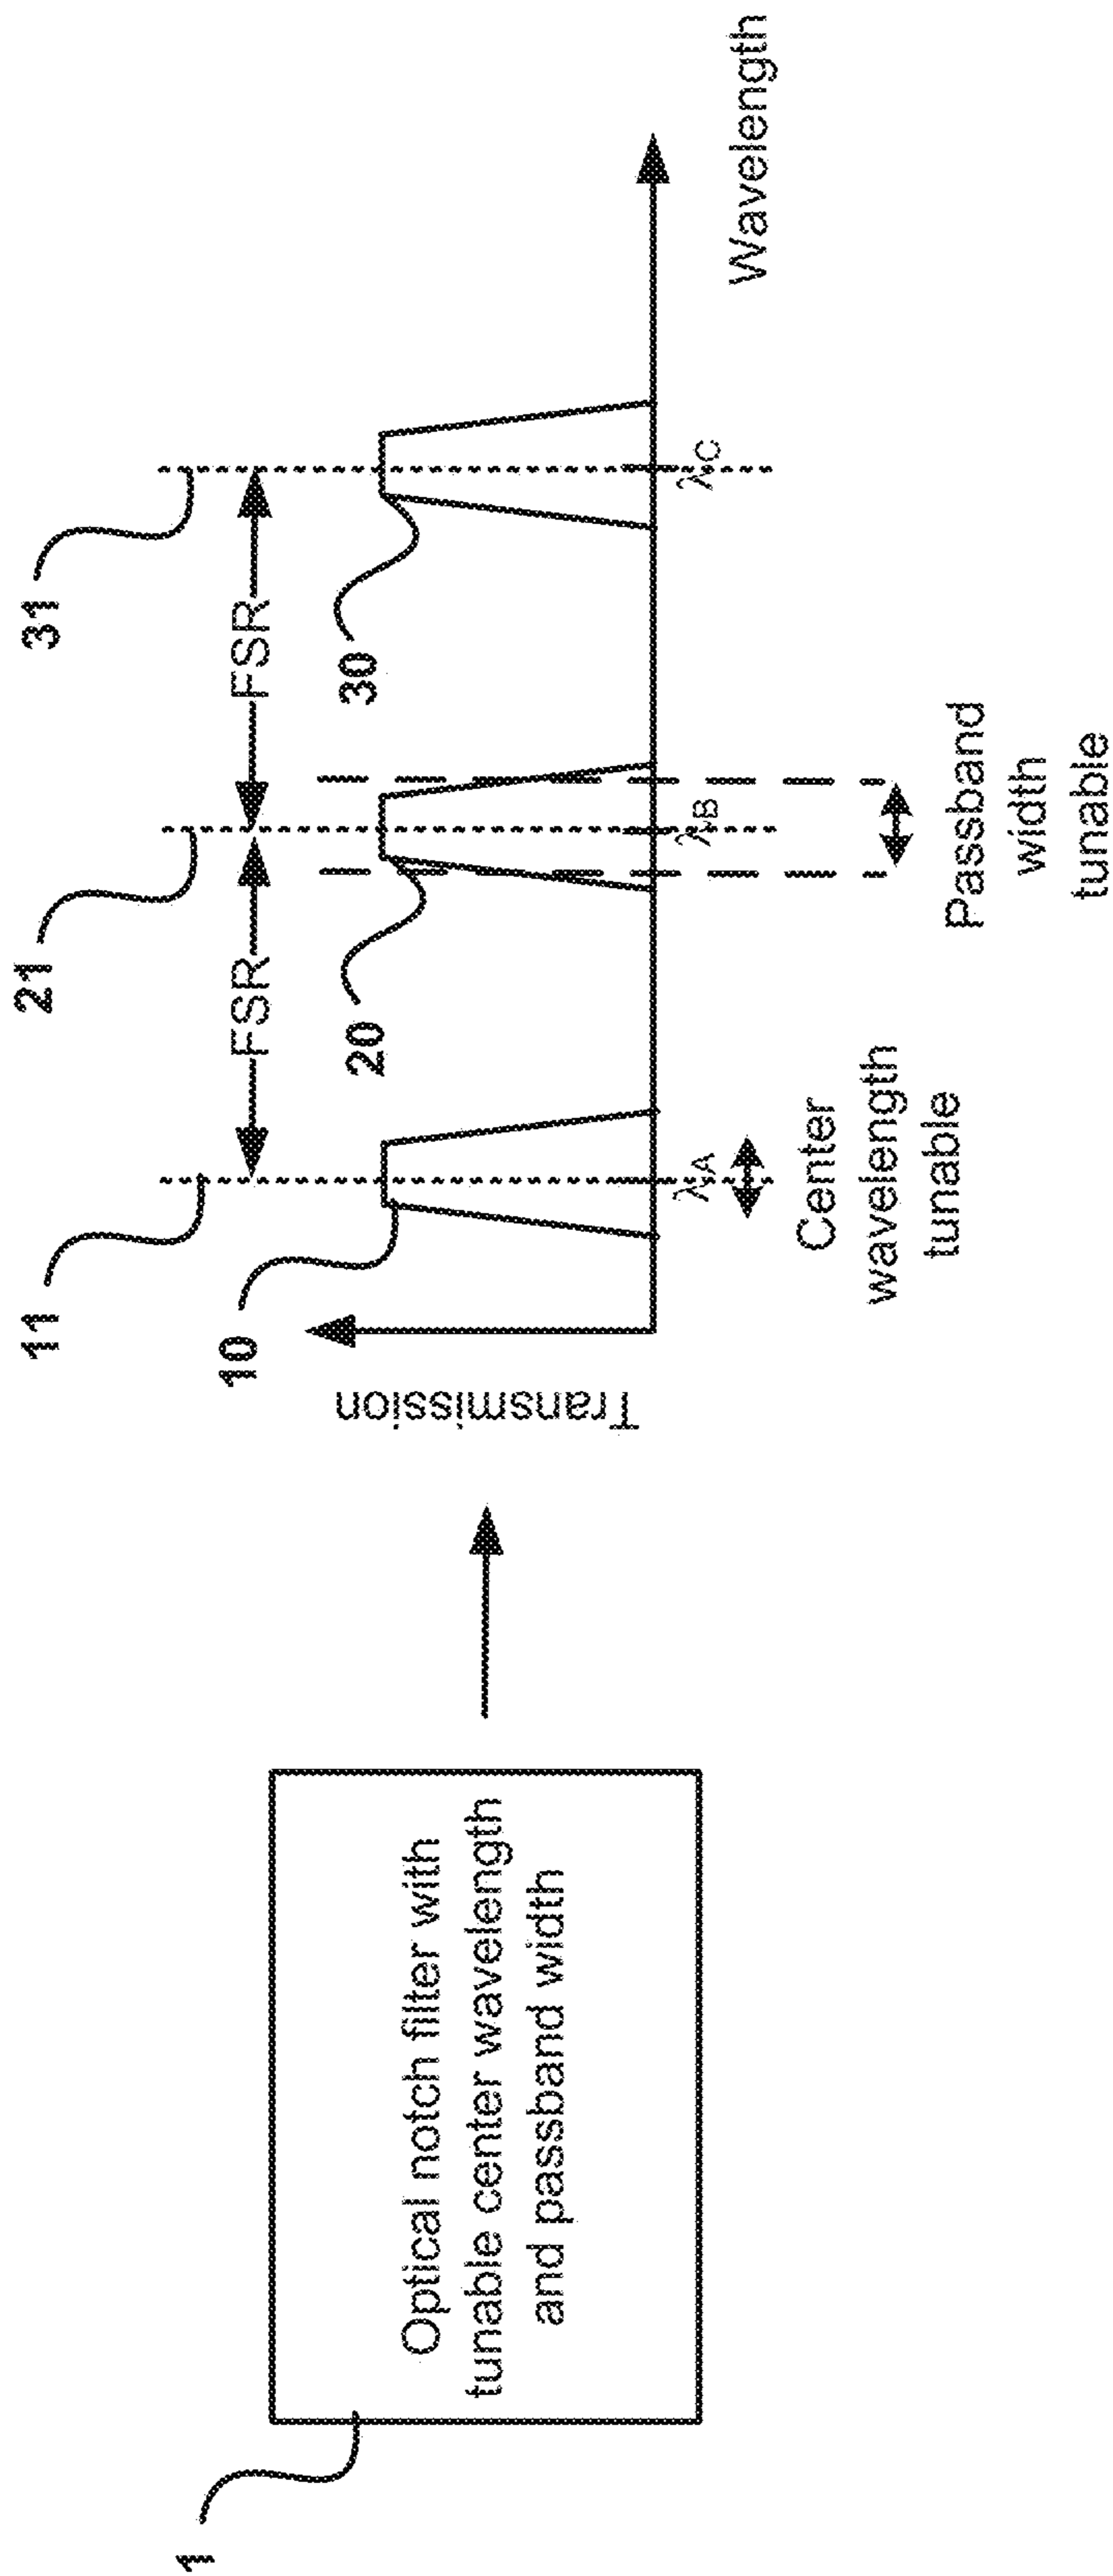 1
Optical notch filter with
tunable center wavelength
and passband width
Transmission
11
21
31
FSR
FSR
10
20
30
λA
λB
λC
Wavelength
Center
wavelength
tunable
Passband
width
tunable